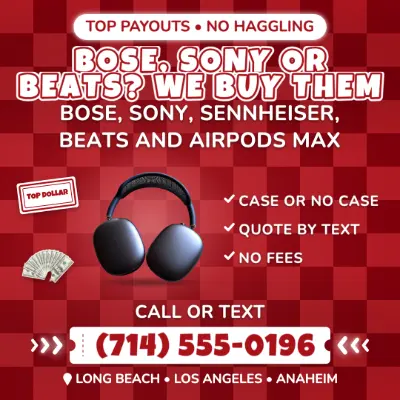 TOP PAYOUTS • NO HAGGLING
BOSE, SONY OR
BEATS? WE BUY THEM
BOSE, SONY, SENNHEISER,
BEATS AND AIRPODS MAX
TOP DOLLAR
CASE OR NO CASE
QUOTE BY TEXT
NO FEES
CALL OR TEXT
(714) 555-0196
LONG BEACH • LOS ANGELES • ANAHEIM